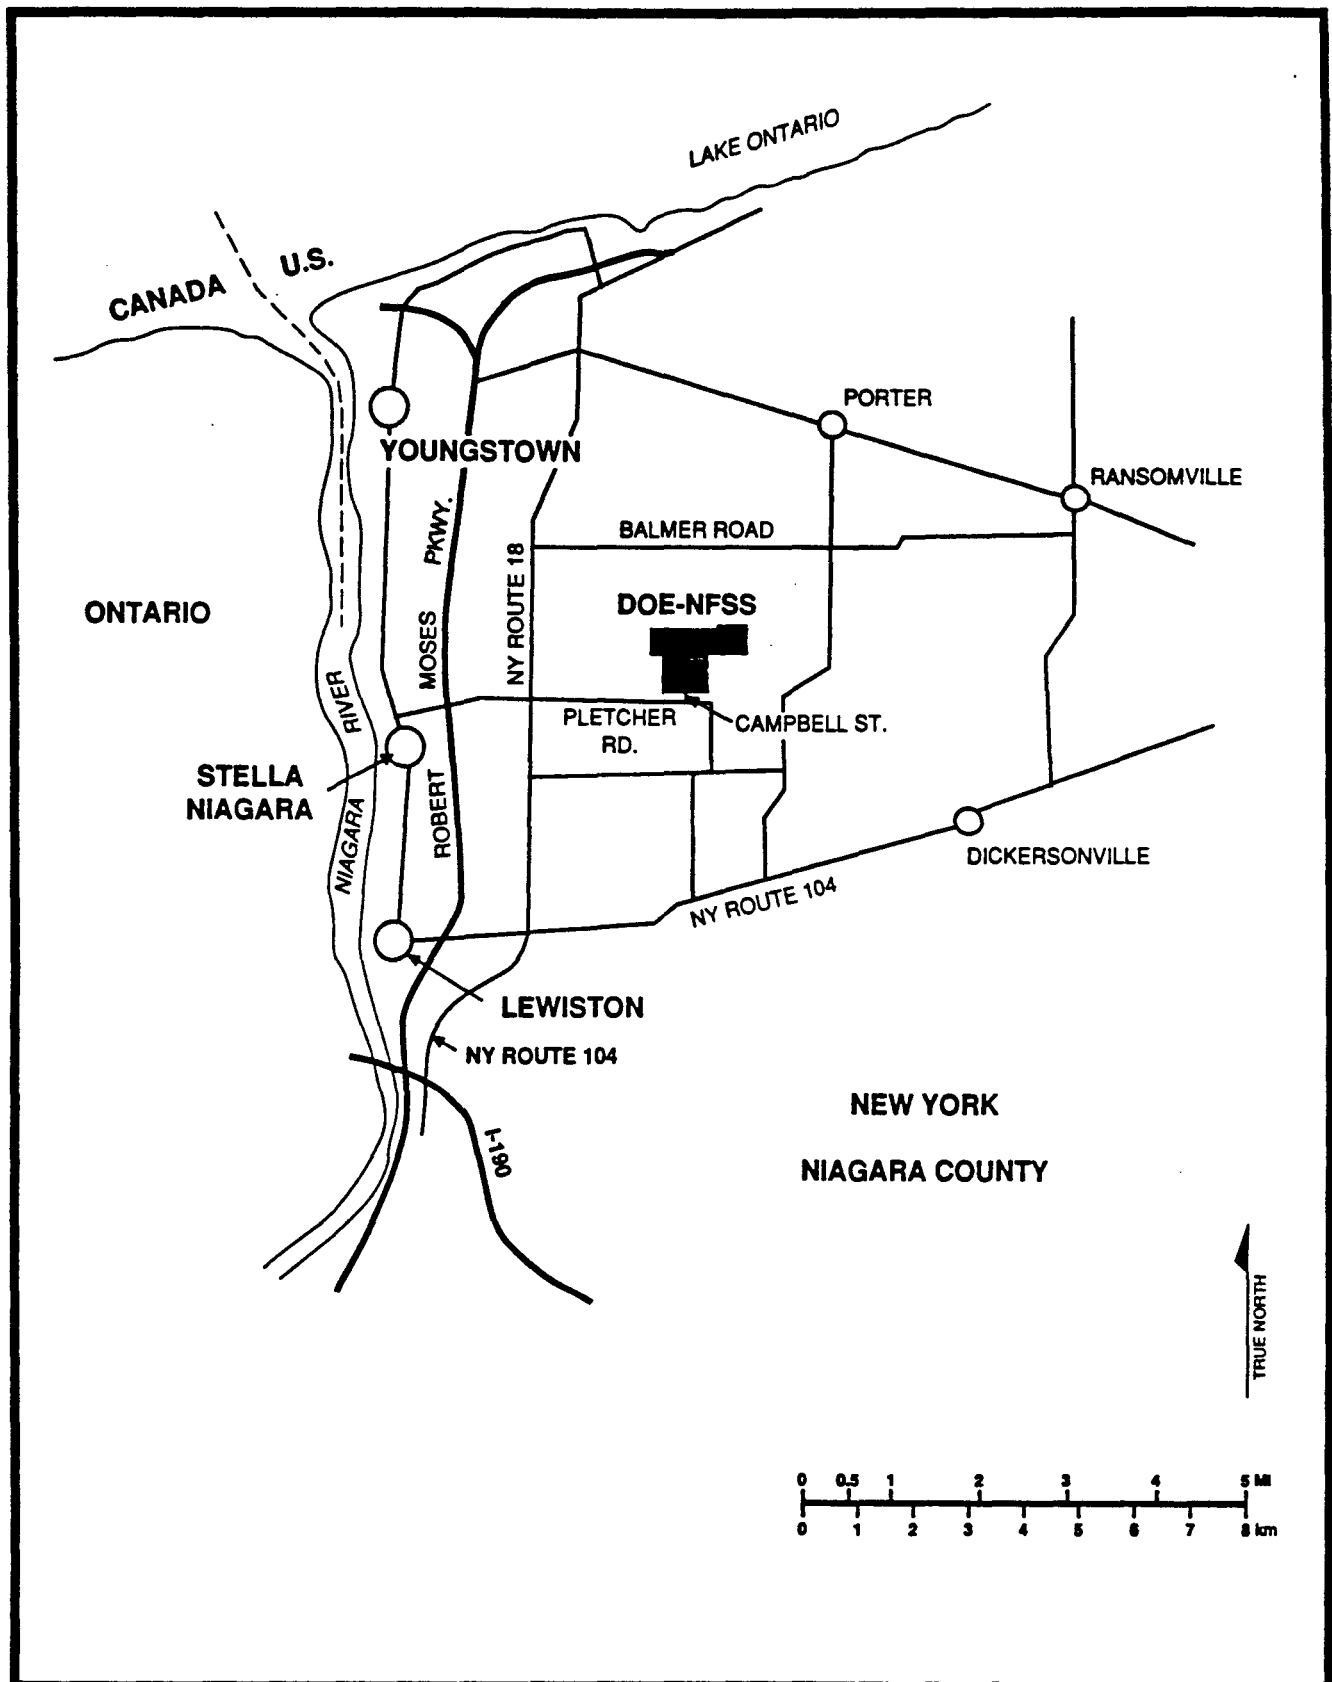 LAKE ONTARIO
U.S.
CANADA
PORTER
YOUNGSTOWN
RANSOMVILLE
BALMER ROAD
ROBERT MOSES PKWY.
NY ROUTE 18
DOE-NFSS
ONTARIO
NIAGARA RIVER
PLETCHER
RD.
CAMPBELL ST.
STELLA
NIAGARA
DICKERSONVILLE
NY ROUTE 104
LEWISTON
NY ROUTE 104
I-190
NEW YORK
NIAGARA COUNTY
TRUE NORTH
0 0.5 1 2 3 4 5 MI
0 1 2 3 4 5 6 7 8 km